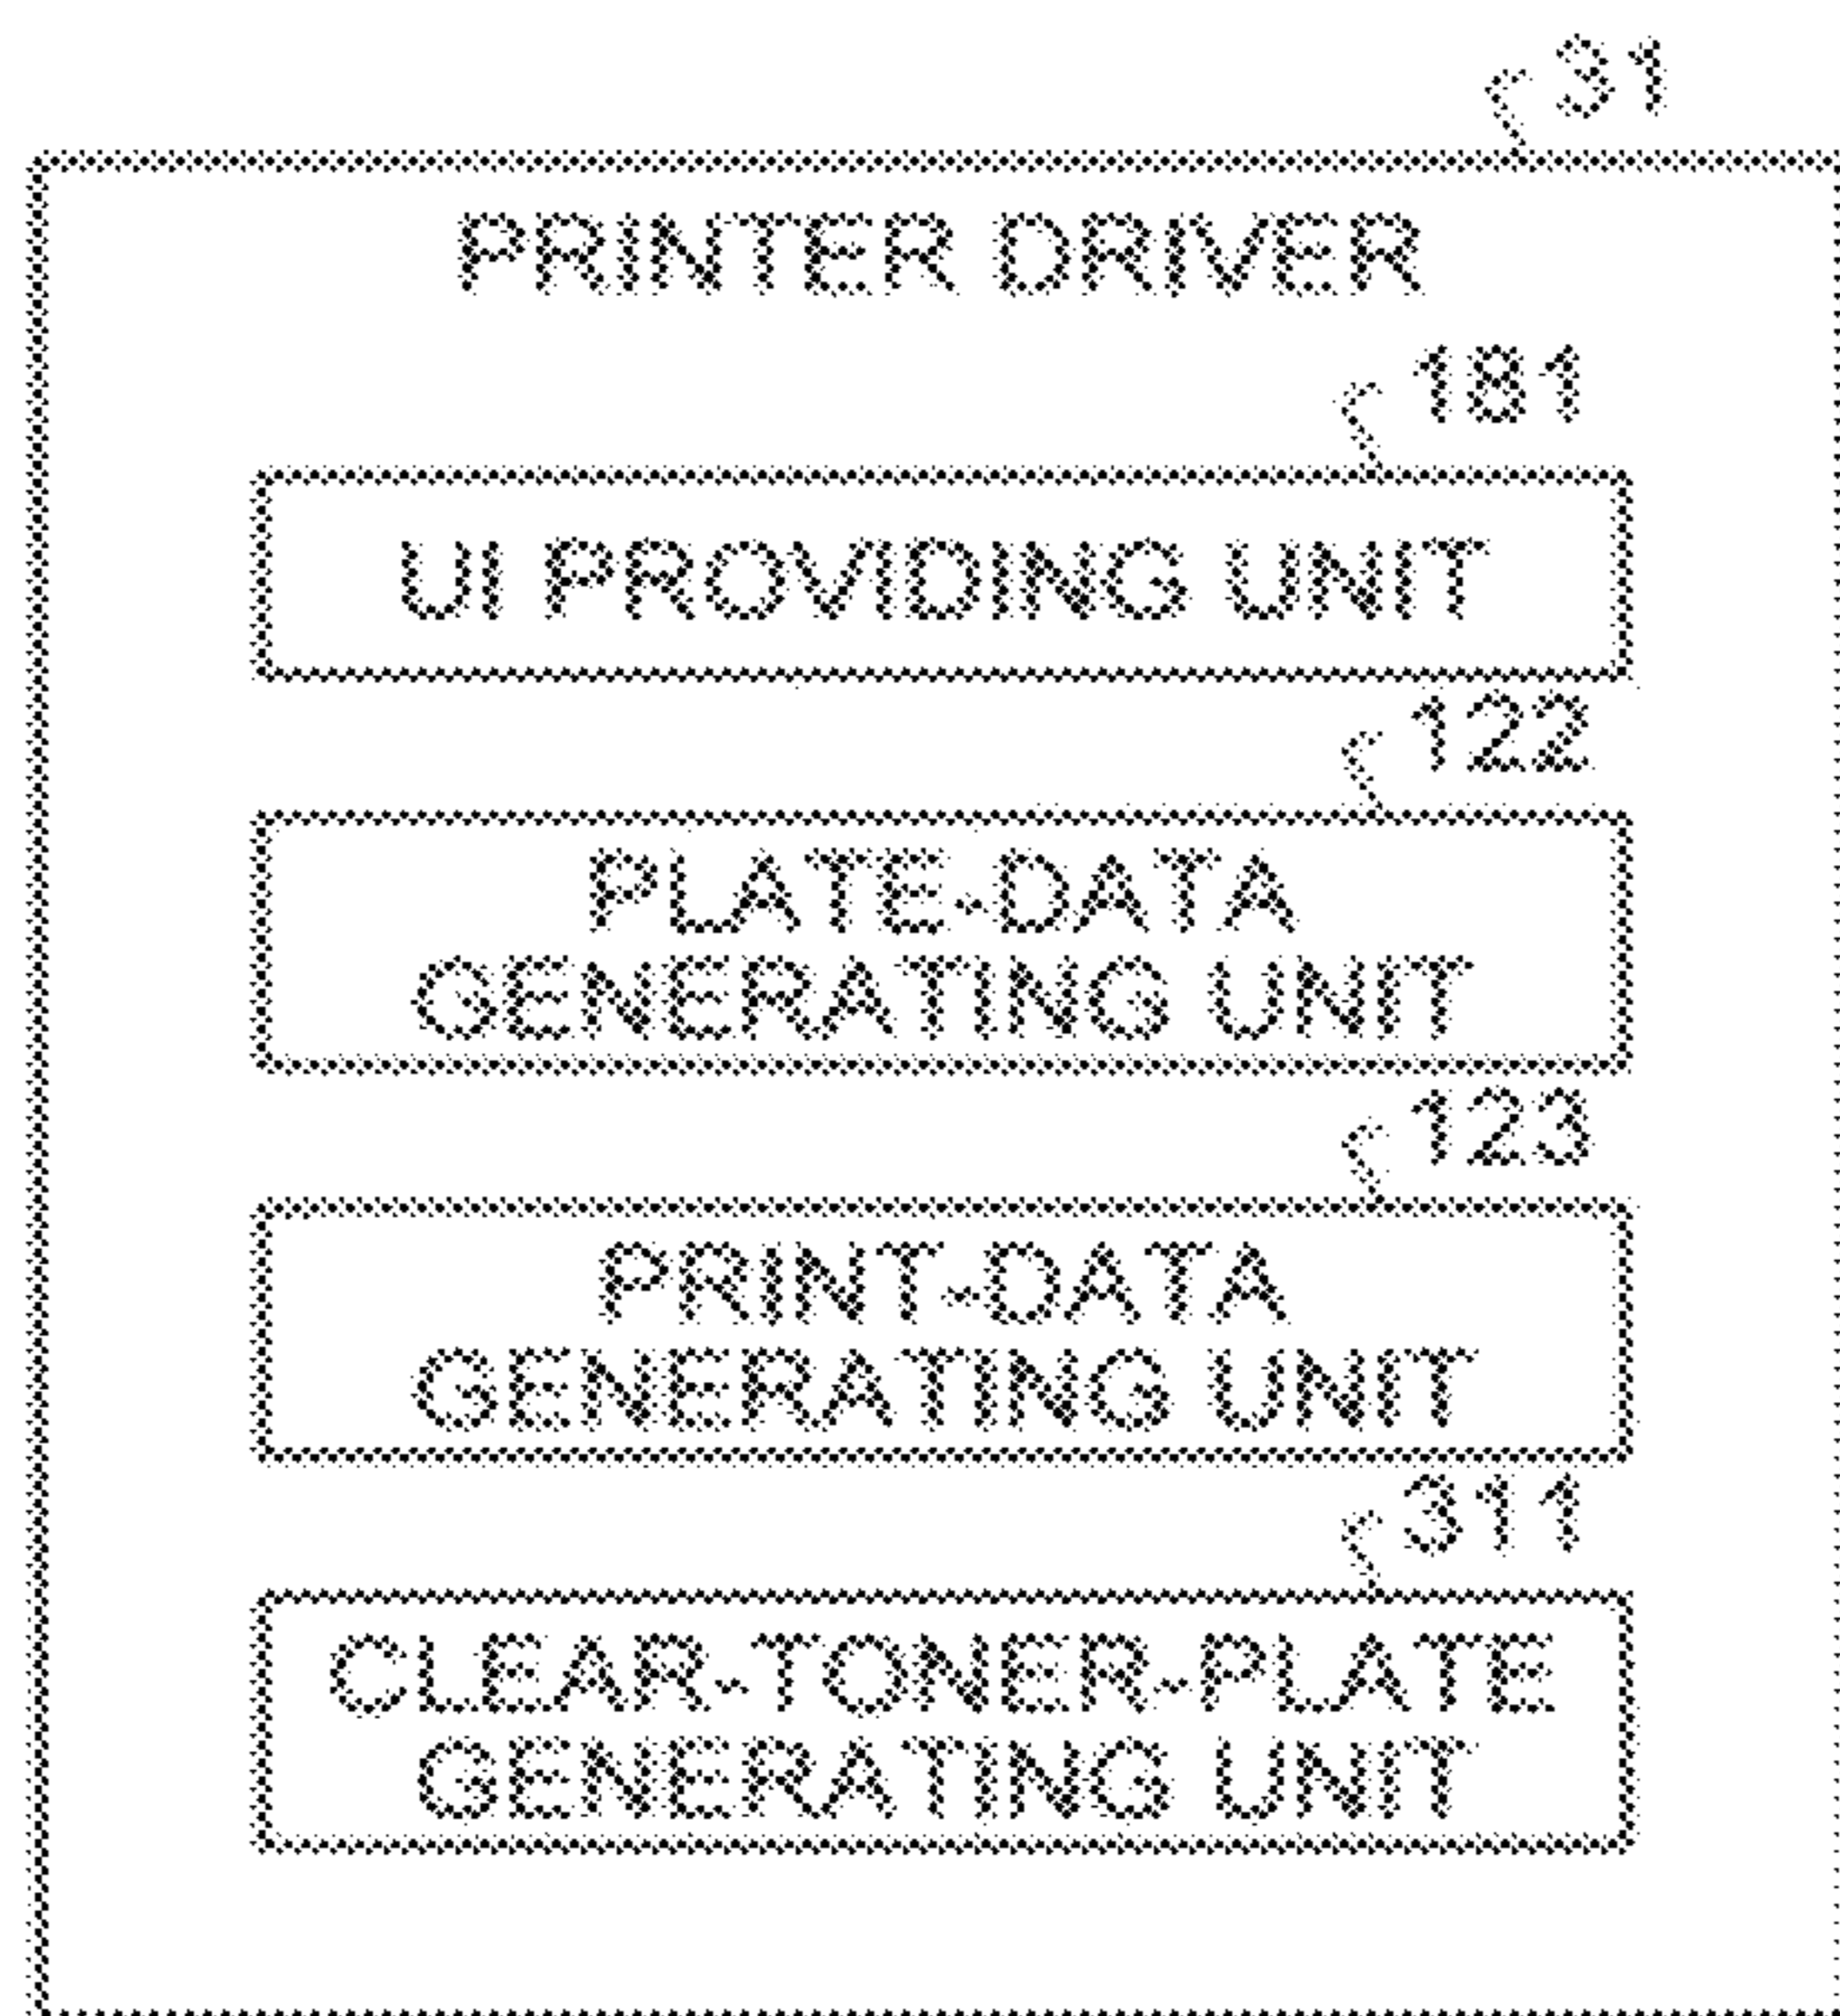 31
PRINTER DRIVER
181
UI PROVIDING UNIT
122
PLATE-DATA
GENERATING UNIT
123
PRINT-DATA
GENERATING UNIT
311
CLEAR-TONER-PLATE
GENERATING UNIT